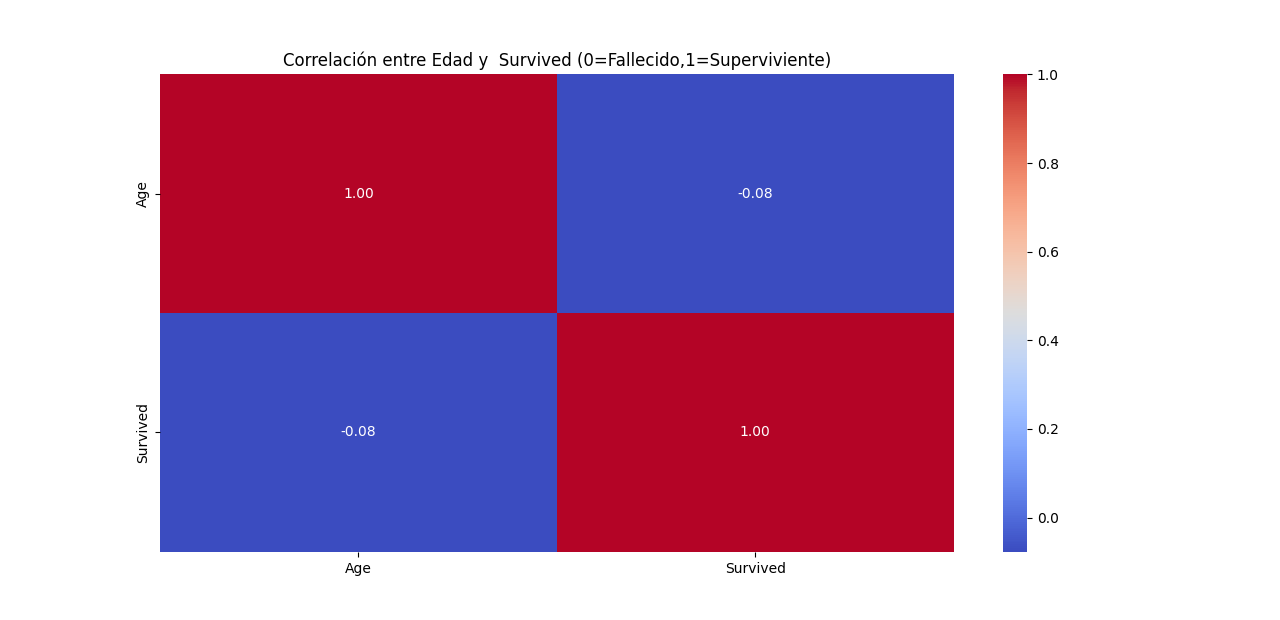 Correlación entre Edad y  Survived (0=Fallecido,1=Superviviente)
Age
1.00
-0.08
Survived
-0.08
1.00
Age
Survived
1.0
0.8
0.6
0.4
0.2
0.0